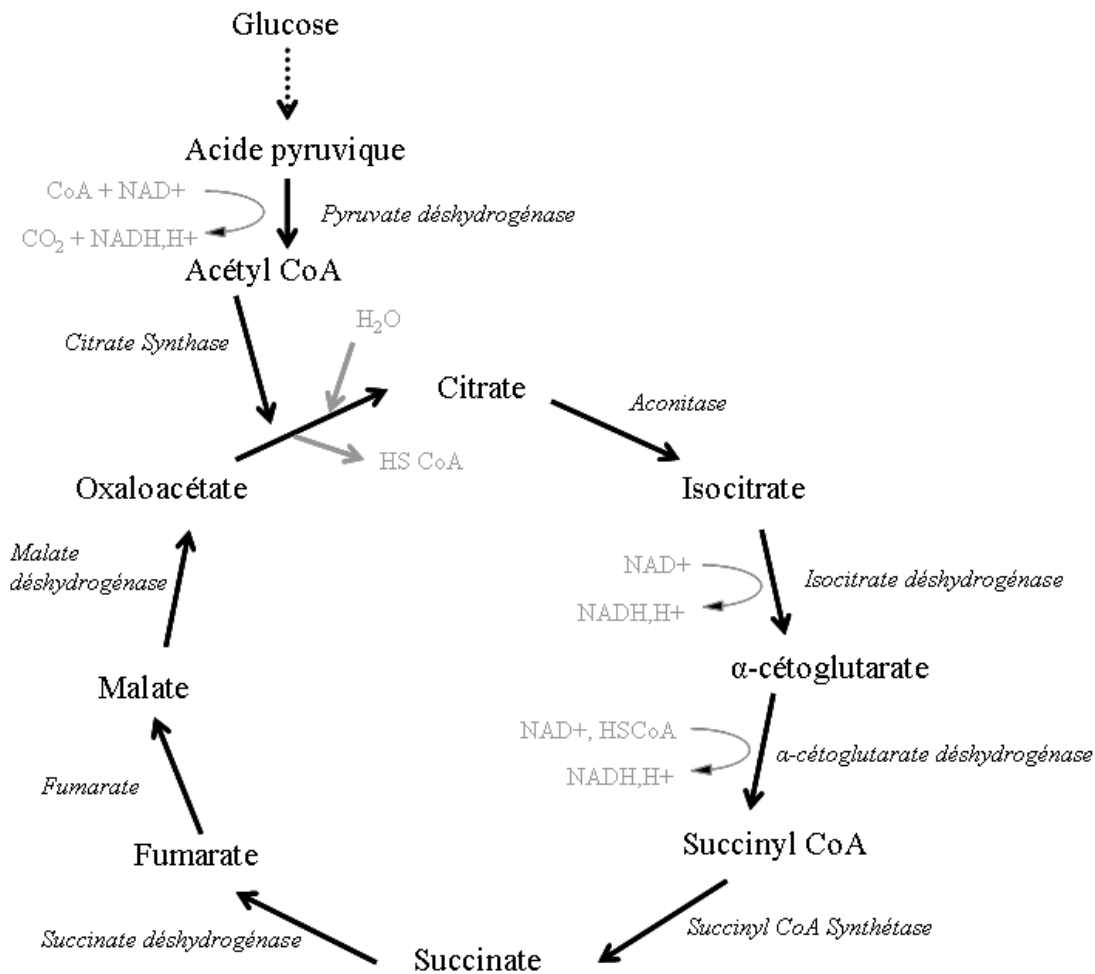 Glucose
Acide pyruvique
CoA + NAD+
Pyruvate déshydrogénase
CO₂ + NADH,H+
Acétyl CoA
H₂O
Citrate Synthase
Citrate
Aconitase
HS CoA
Oxaloacétate
Isocitrate
Malate
déshydrogénase
NAD+
Isocitrate déshydrogénase
NADH,H+
α-cétoglutarate
Malate
NAD+, HSCoA
α-cétoglutarate déshydrogénase
NADH,H+
Fumarate
Succinyl CoA
Fumarate
Succinyl CoA Synthétase
Succinate déshydrogénase
Succinate